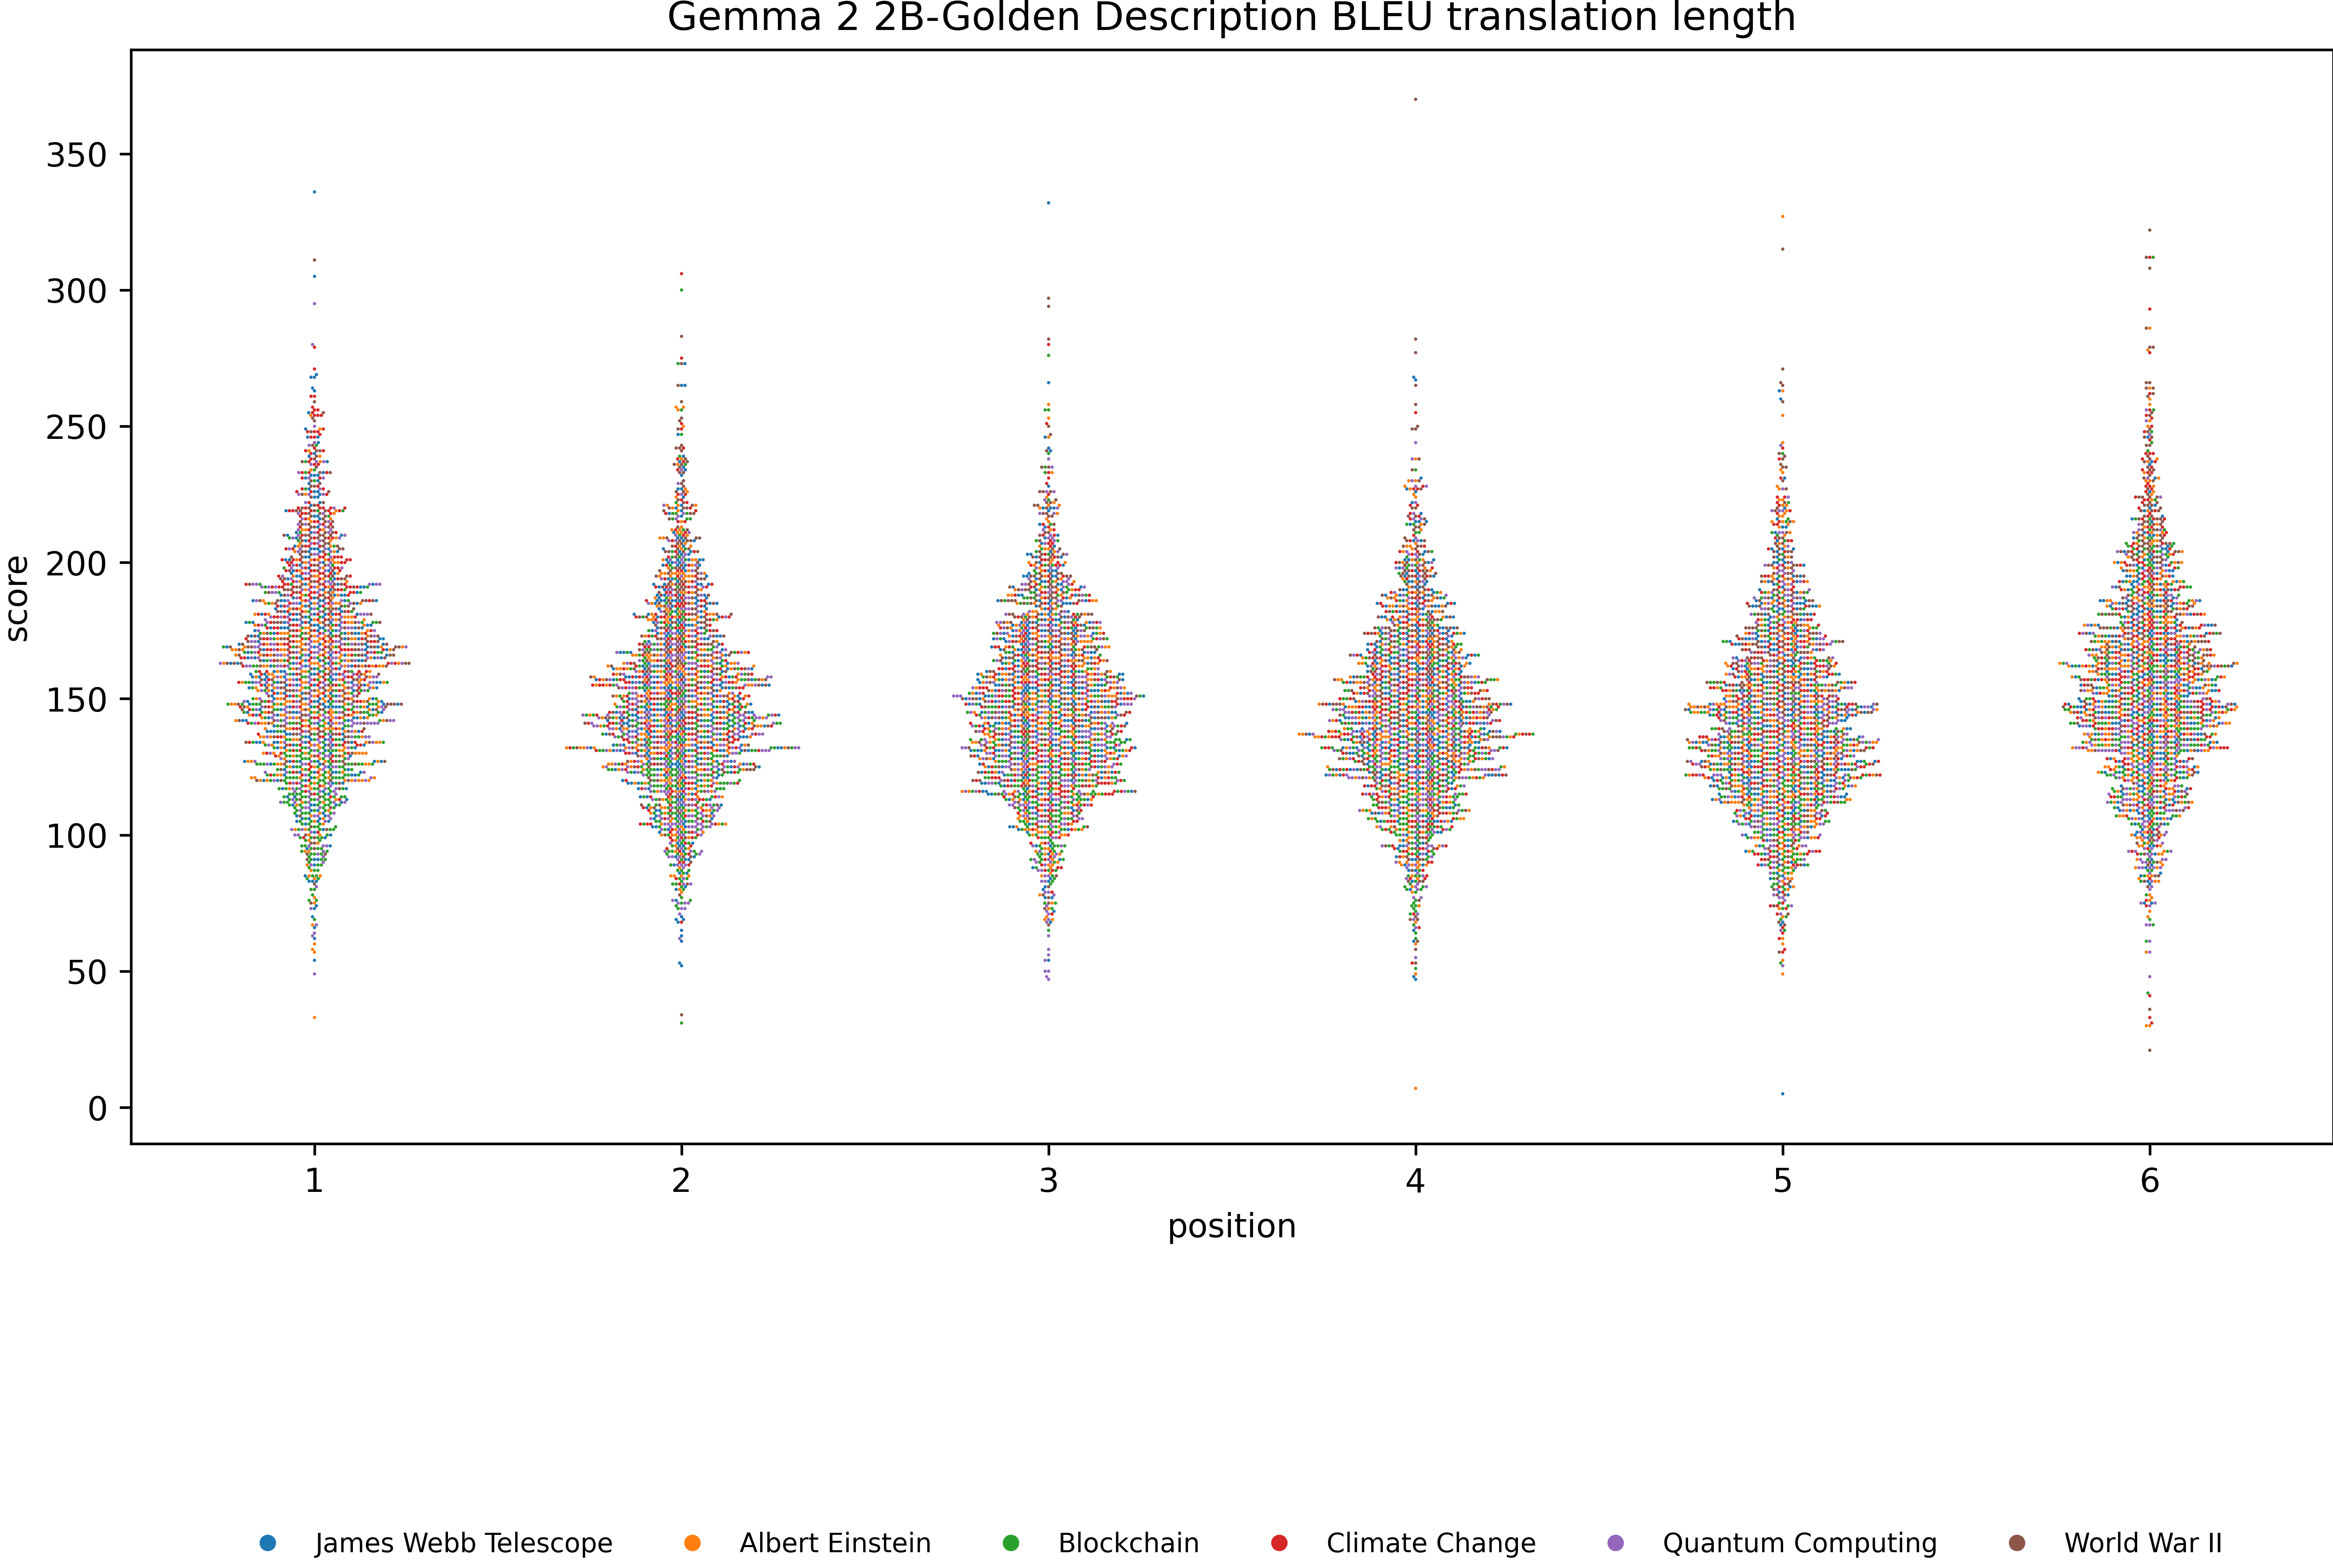 Gemma 2 2B-Golden Description BLEU translation length
score
350
300
250
200
150
100
50
0
1 2 3 4 5 6
position
James Webb Telescope Albert Einstein Blockchain Climate Change Quantum Computing World War II